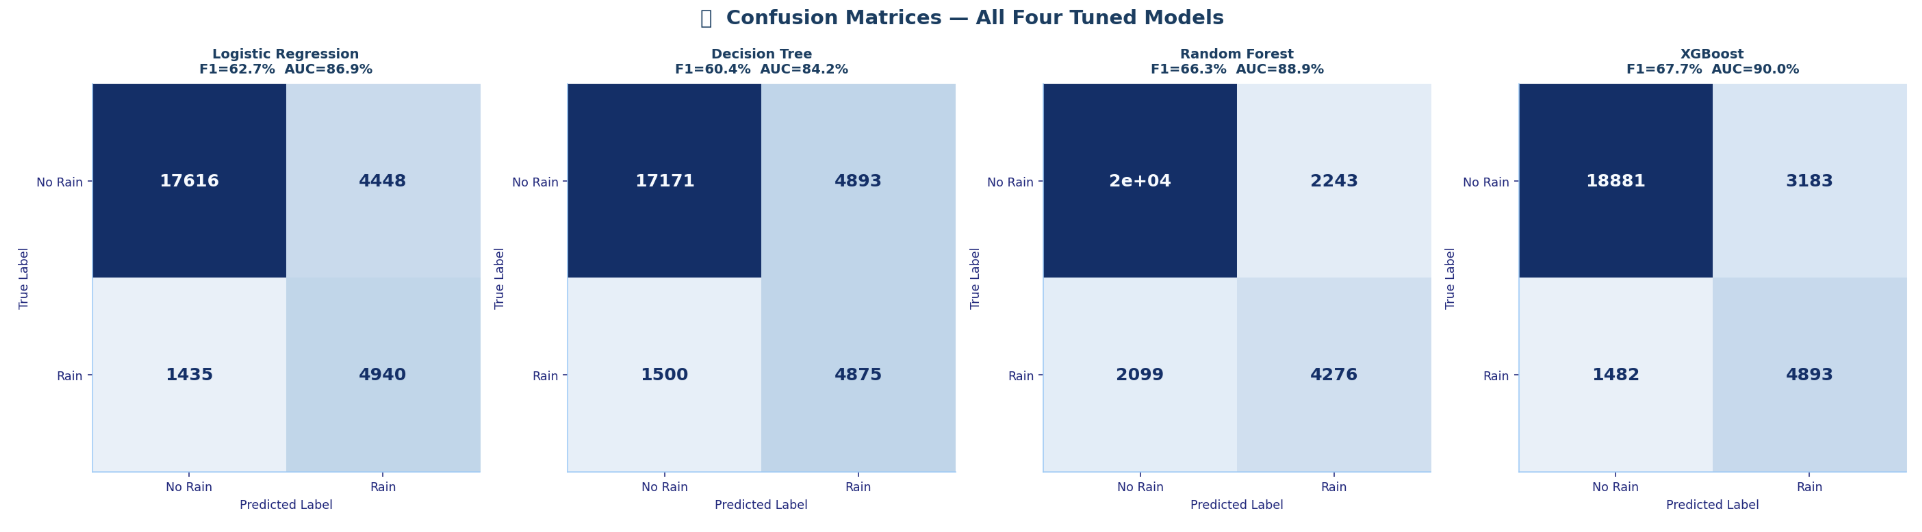 Confusion Matrices — All Four Tuned Models
Logistic Regression
F1=62.7%  AUC=86.9%
True Label
No Rain
17616
4448
Rain
1435
4940
No Rain
Rain
Predicted Label
Decision Tree
F1=60.4%  AUC=84.2%
True Label
No Rain
17171
4893
Rain
1500
4875
No Rain
Rain
Predicted Label
Random Forest
F1=66.3%  AUC=88.9%
True Label
No Rain
2e+04
2243
Rain
2099
4276
No Rain
Rain
Predicted Label
XGBoost
F1=67.7%  AUC=90.0%
True Label
No Rain
18881
3183
Rain
1482
4893
No Rain
Rain
Predicted Label